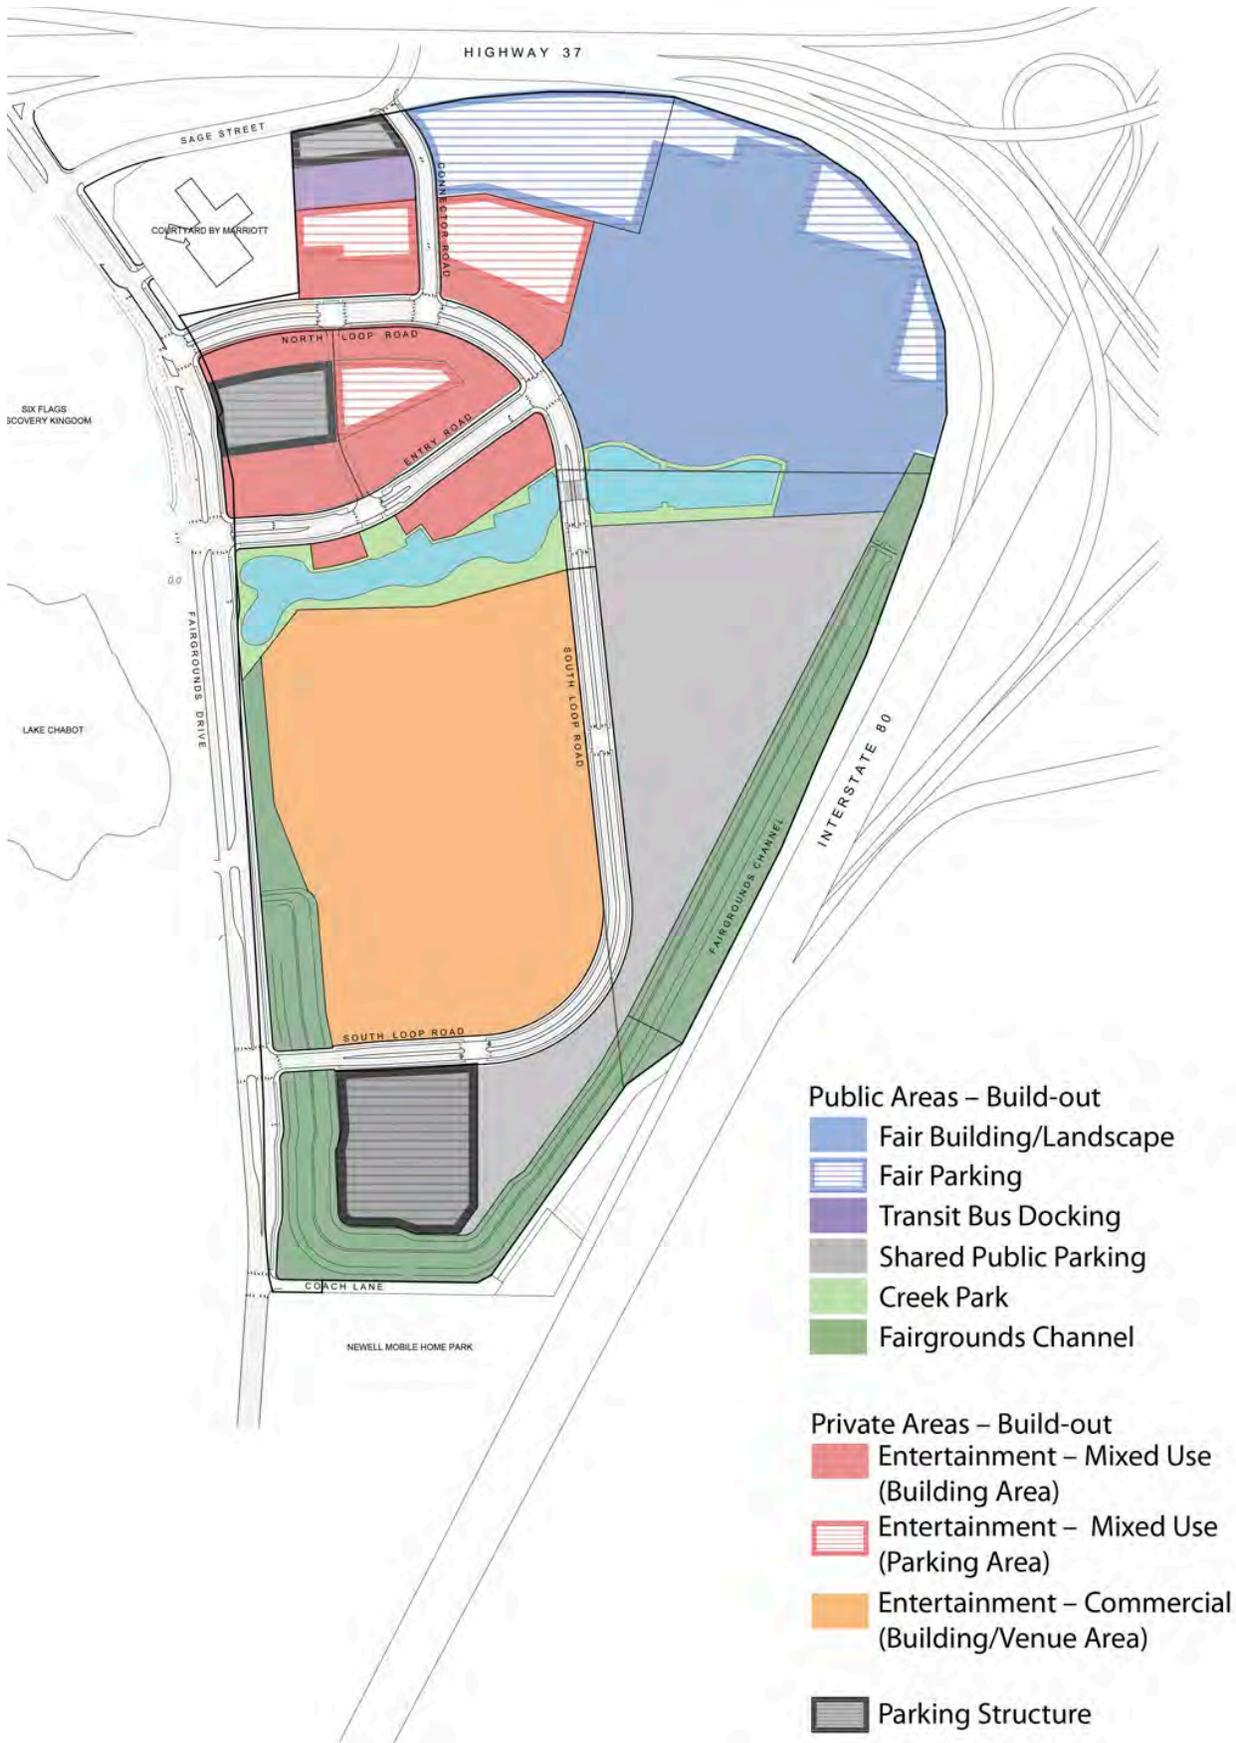 HIGHWAY 37
SAGE STREET
CONNECTOR ROAD
COURTYARD BY MARRIOTT
NORTH LOOP ROAD
SIX FLAGS
SCOVERY KINGDOM
ENTRY ROAD
FAIRGROUNDS DRIVE
SOUTH LOOP ROAD
LAKE CHABOT
INTERSTATE 80
FAIRGROUNDS CHANNEL
SOUTH LOOP ROAD
COACH LANE
NEWELL MOBILE HOME PARK
Public Areas – Build-out
Fair Building/Landscape
Fair Parking
Transit Bus Docking
Shared Public Parking
Creek Park
Fairgrounds Channel
Private Areas – Build-out
Entertainment – Mixed Use
(Building Area)
Entertainment – Mixed Use
(Parking Area)
Entertainment – Commercial
(Building/Venue Area)
Parking Structure